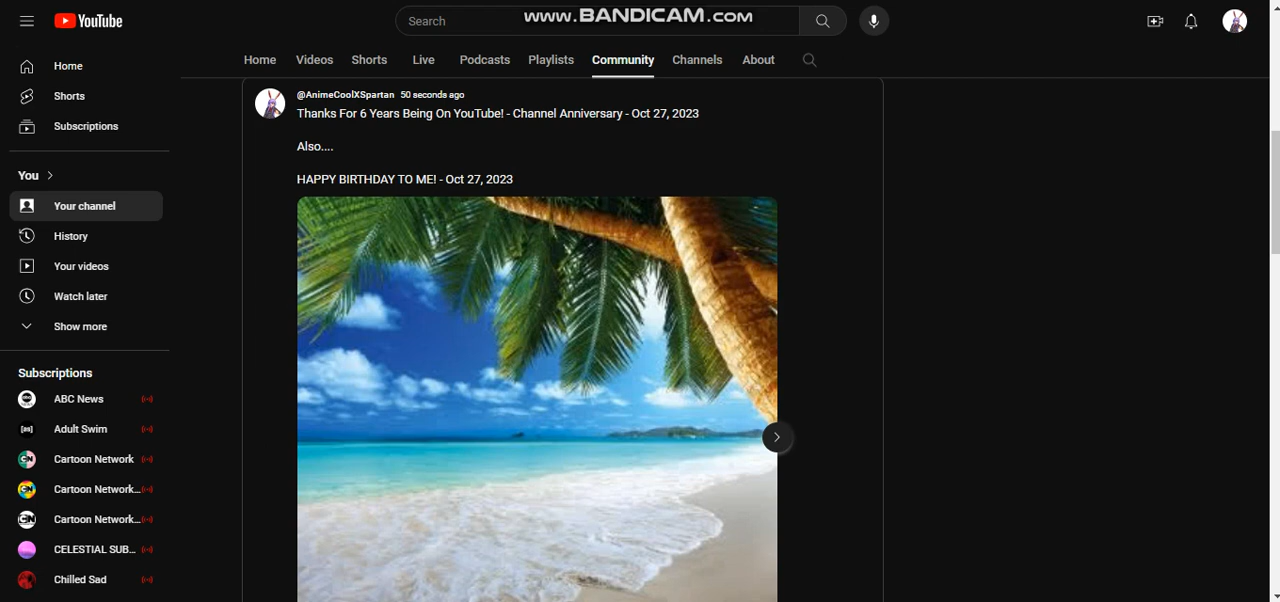 YouTube
Search
www.BANDICAM.com
Home
Videos
Shorts
Live
Podcasts
Playlists
Community
Channels
About
Home
Shorts
Subscriptions
You
Your channel
History
Your videos
Watch later
Show more
Subscriptions
ABC News
Adult Swim
Cartoon Network
Cartoon Network...
Cartoon Network...
CELESTIAL SUB...
Chilled Sad
@AnimeCoolXSpartan 50 seconds ago
Thanks For 6 Years Being On YouTube! - Channel Anniversary - Oct 27, 2023
Also....
HAPPY BIRTHDAY TO ME! - Oct 27, 2023